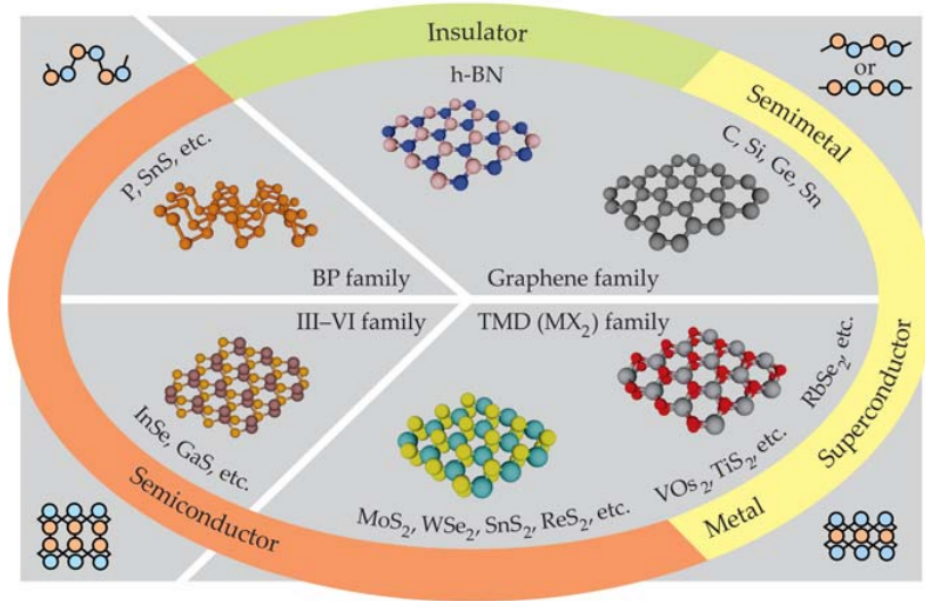 Insulator
h-BN
or
Semimetal
C, Si, Ge, Sn
P, SnS, etc.
BP family
Graphene family
III–VI family
TMD (MX₂) family
InSe, GaS, etc.
Semiconductor
MoS₂, WSe₂, SnS₂, ReS₂, etc.
VOs₂, TiS₂, etc.
RbSe₂, etc.
Metal
Superconductor